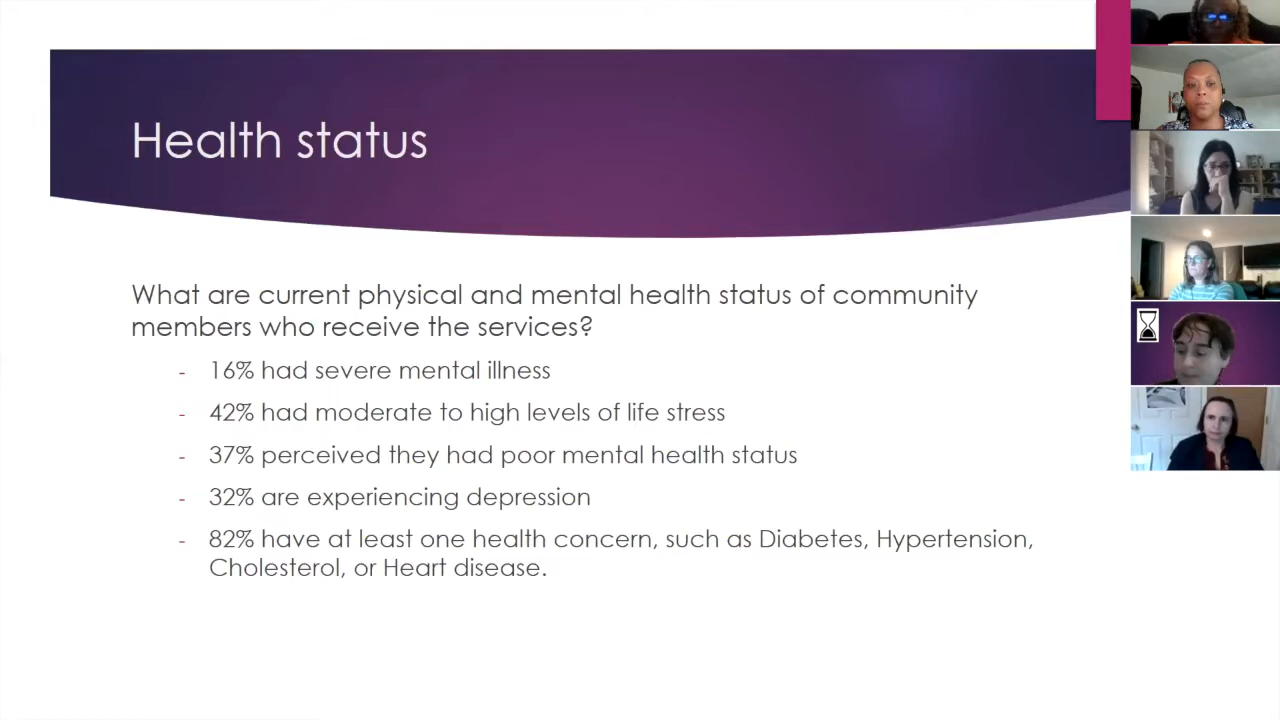 Health status
What are current physical and mental health status of community
members who receive the services?
- 16% had severe mental illness
- 42% had moderate to high levels of life stress
- 37% perceived they had poor mental health status
- 32% are experiencing depression
- 82% have at least one health concern, such as Diabetes, Hypertension,
Cholesterol, or Heart disease.